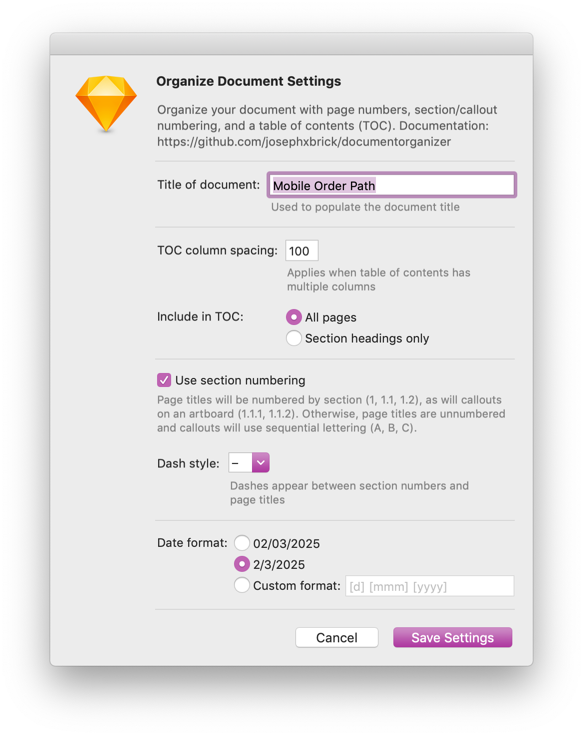 Organize Document Settings
Organize your document with page numbers, section/callout
numbering, and a table of contents (TOC). Documentation:
https://github.com/josephxbrick/documentorganizer
Title of document: Mobile Order Path
Used to populate the document title
TOC column spacing: 100
Applies when table of contents has
multiple columns
Include in TOC: All pages
Section headings only
Use section numbering
Page titles will be numbered by section (1, 1.1, 1.2), as will callouts
on an artboard (1.1.1, 1.1.2). Otherwise, page titles are unnumbered
and callouts will use sequential lettering (A, B, C).
Dash style: –
Dashes appear between section numbers and
page titles
Date format: 02/03/2025
2/3/2025
Custom format: [d] [mmm] [yyyy]
Cancel Save Settings